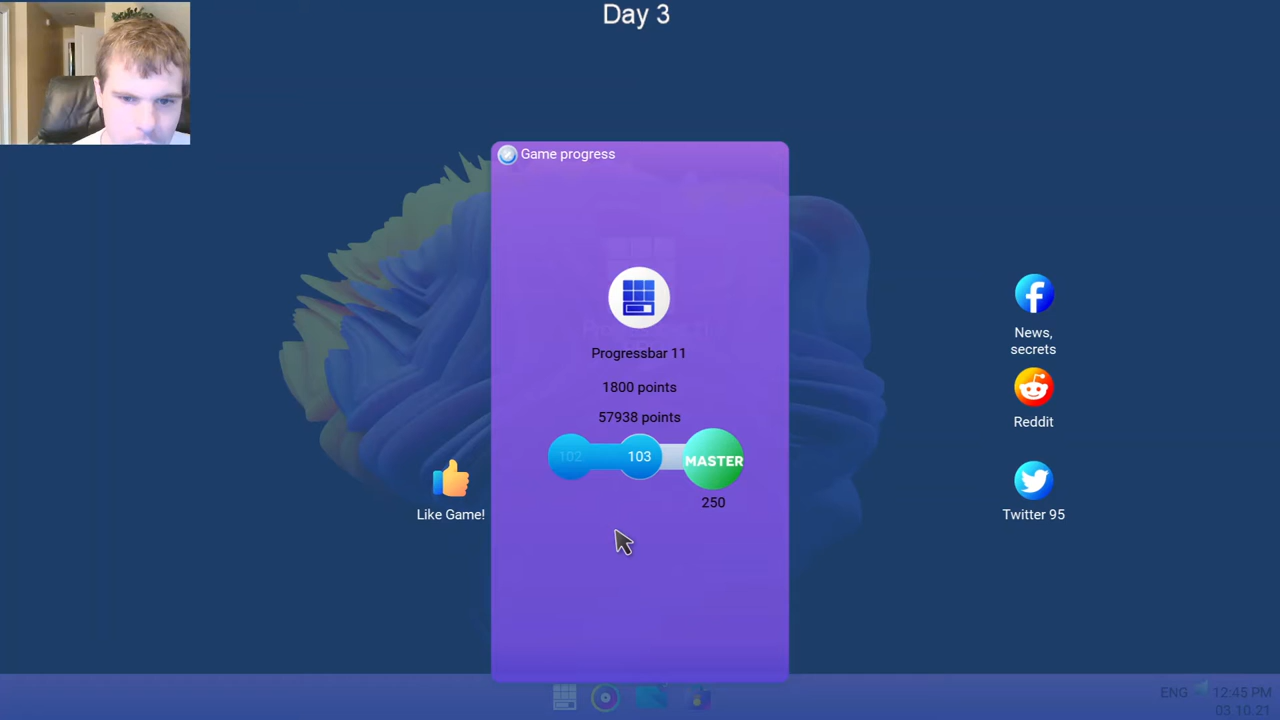 Day 3
Game progress
Progressbar 11
1800 points
57938 points
102
103
MASTER
250
News,
secrets
Reddit
Like Game!
Twitter 95
ENG
12:45 PM
03.10.21